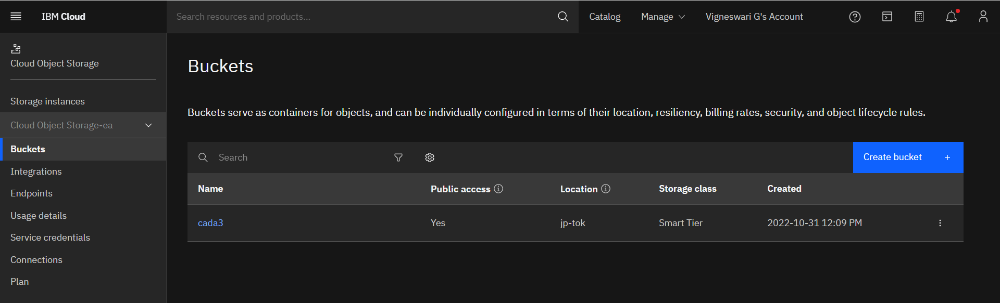 IBM Cloud
Search resources and products...
Catalog
Manage
Vigneswari G's Account
Cloud Object Storage
Storage instances
Cloud Object Storage-ea
Buckets
Integrations
Endpoints
Usage details
Service credentials
Connections
Plan
Buckets
Buckets serve as containers for objects, and can be individually configured in terms of their location, resiliency, billing rates, security, and object lifecycle rules.
Search
Create bucket +
Name Public access Location Storage class Created
cada3 Yes jp-tok Smart Tier 2022-10-31 12:09 PM